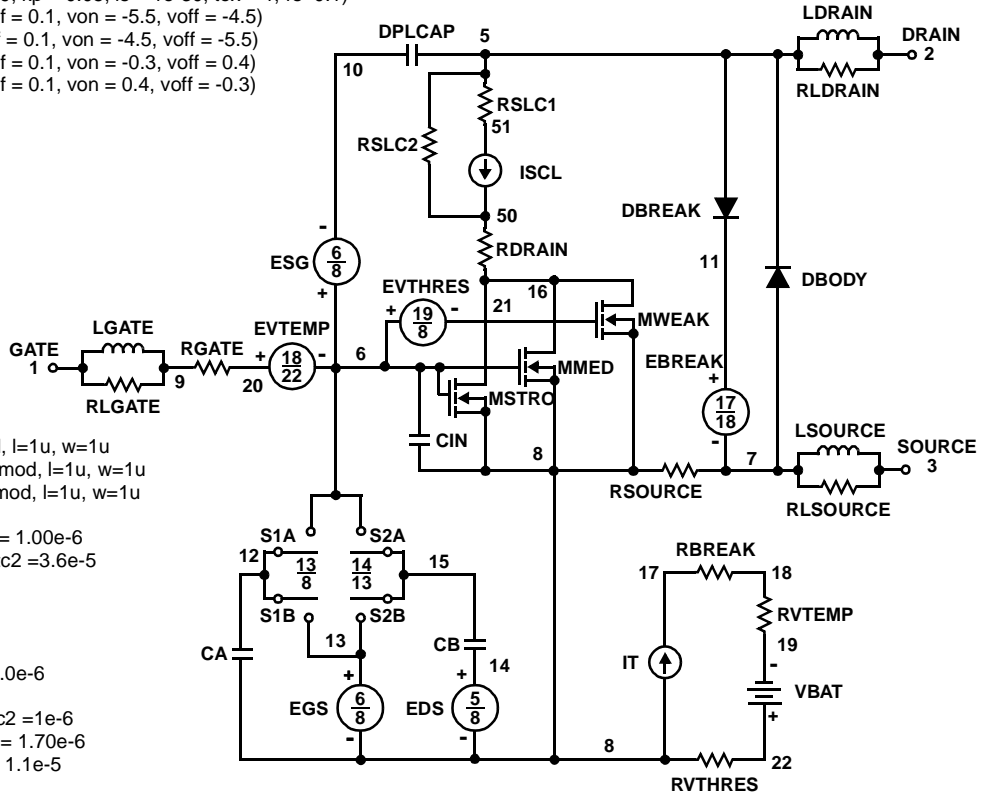 f = 0.1, von = -5.5, voff = -4.5)
f = 0.1, von = -4.5, voff = -5.5)
f = 0.1, von = -0.3, voff = 0.4)
f = 0.1, von = 0.4, voff = -0.3)
DPLCAP
5
10
LDRAIN
DRAIN
2
RLDRAIN
RSLC1
51
RSLC2
ISCL
50
DBREAK
RDRAIN
11
DBODY
-
ESG
6
8
+
EVTHRES
+
19
8
-
21
16
MWEAK
EBREAK
+
17
18
-
GATE
1
LGATE
RLGATE
9
RGATE
20
EVTEMP
+
18
22
-
6
MMED
MSTRO
CIN
8
RSOURCE
7
LSOURCE
SOURCE
3
RLSOURCE
l, l=1u, w=1u
mod, l=1u, w=1u
mod, l=1u, w=1u
= 1.00e-6
c2 =3.6e-5
.0e-6
c2 =1e-6
= 1.70e-6
1.1e-5
S1A
S2A
12
13
8
14
13
15
S1B
S2B
13
CA
CB
14
+
EGS
6
8
-
+
EDS
5
8
-
8
RBREAK
17
18
RVTEMP
19
-
IT
VBAT
+
22
RVTHRES